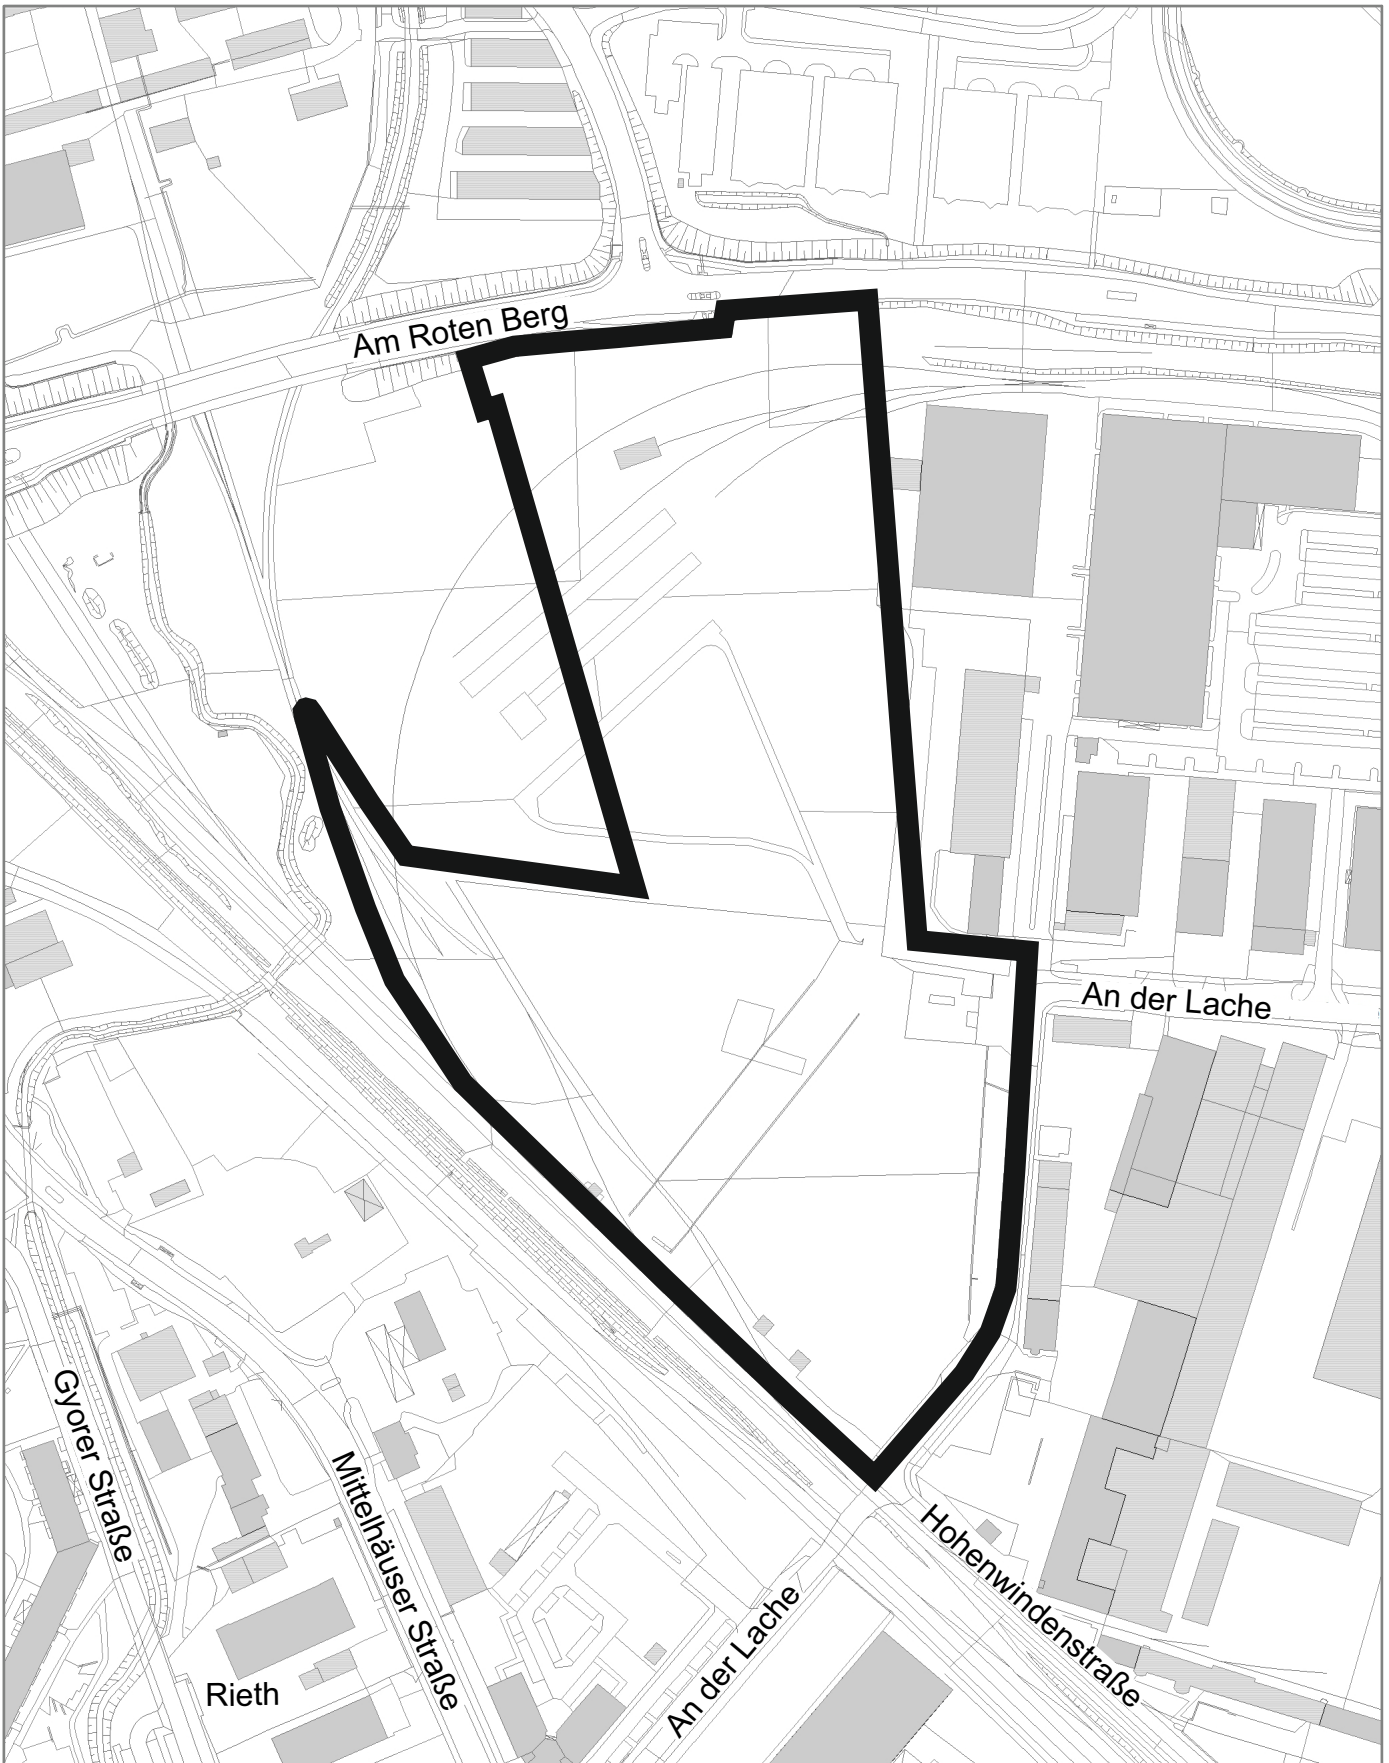 Am Roten Berg
An der Lache
Gyorer Straße
Mittelhäuser Straße
Hohenwindenstraße
An der Lache
Rieth